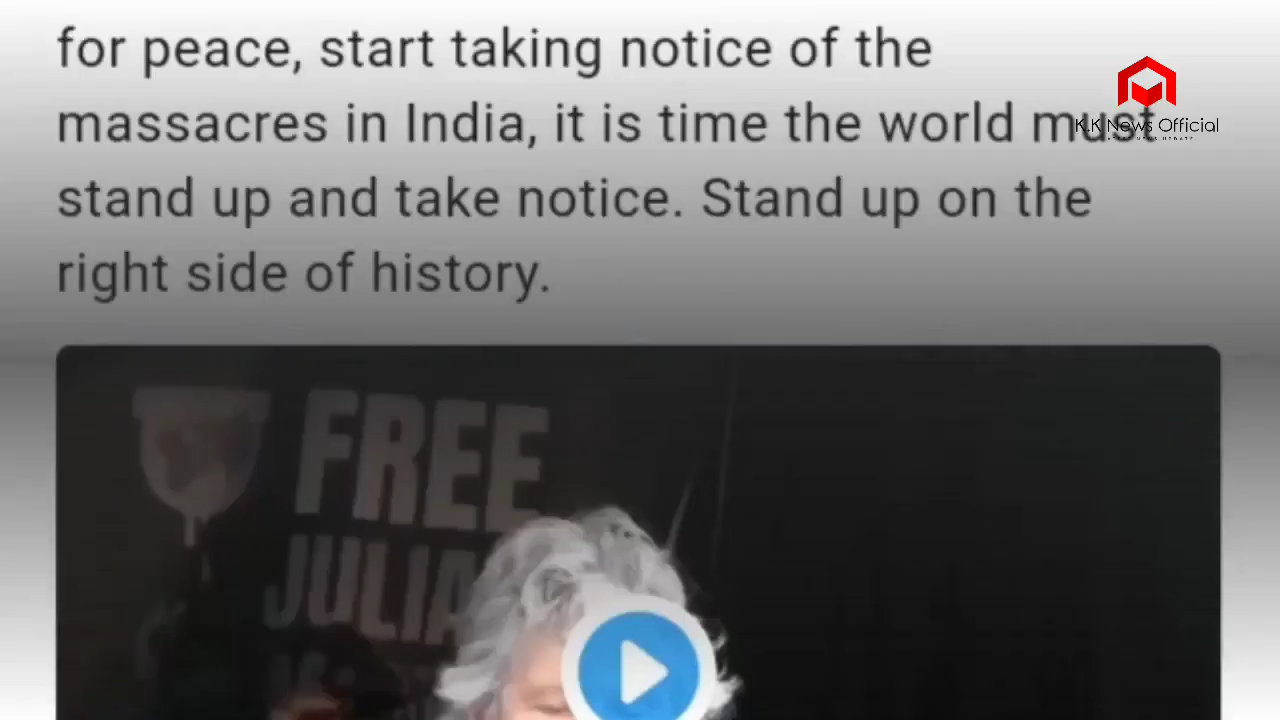 for peace, start taking notice of the
massacres in India, it is time the world must
stand up and take notice. Stand up on the
right side of history.
K.K News Official
FREE
JULIA